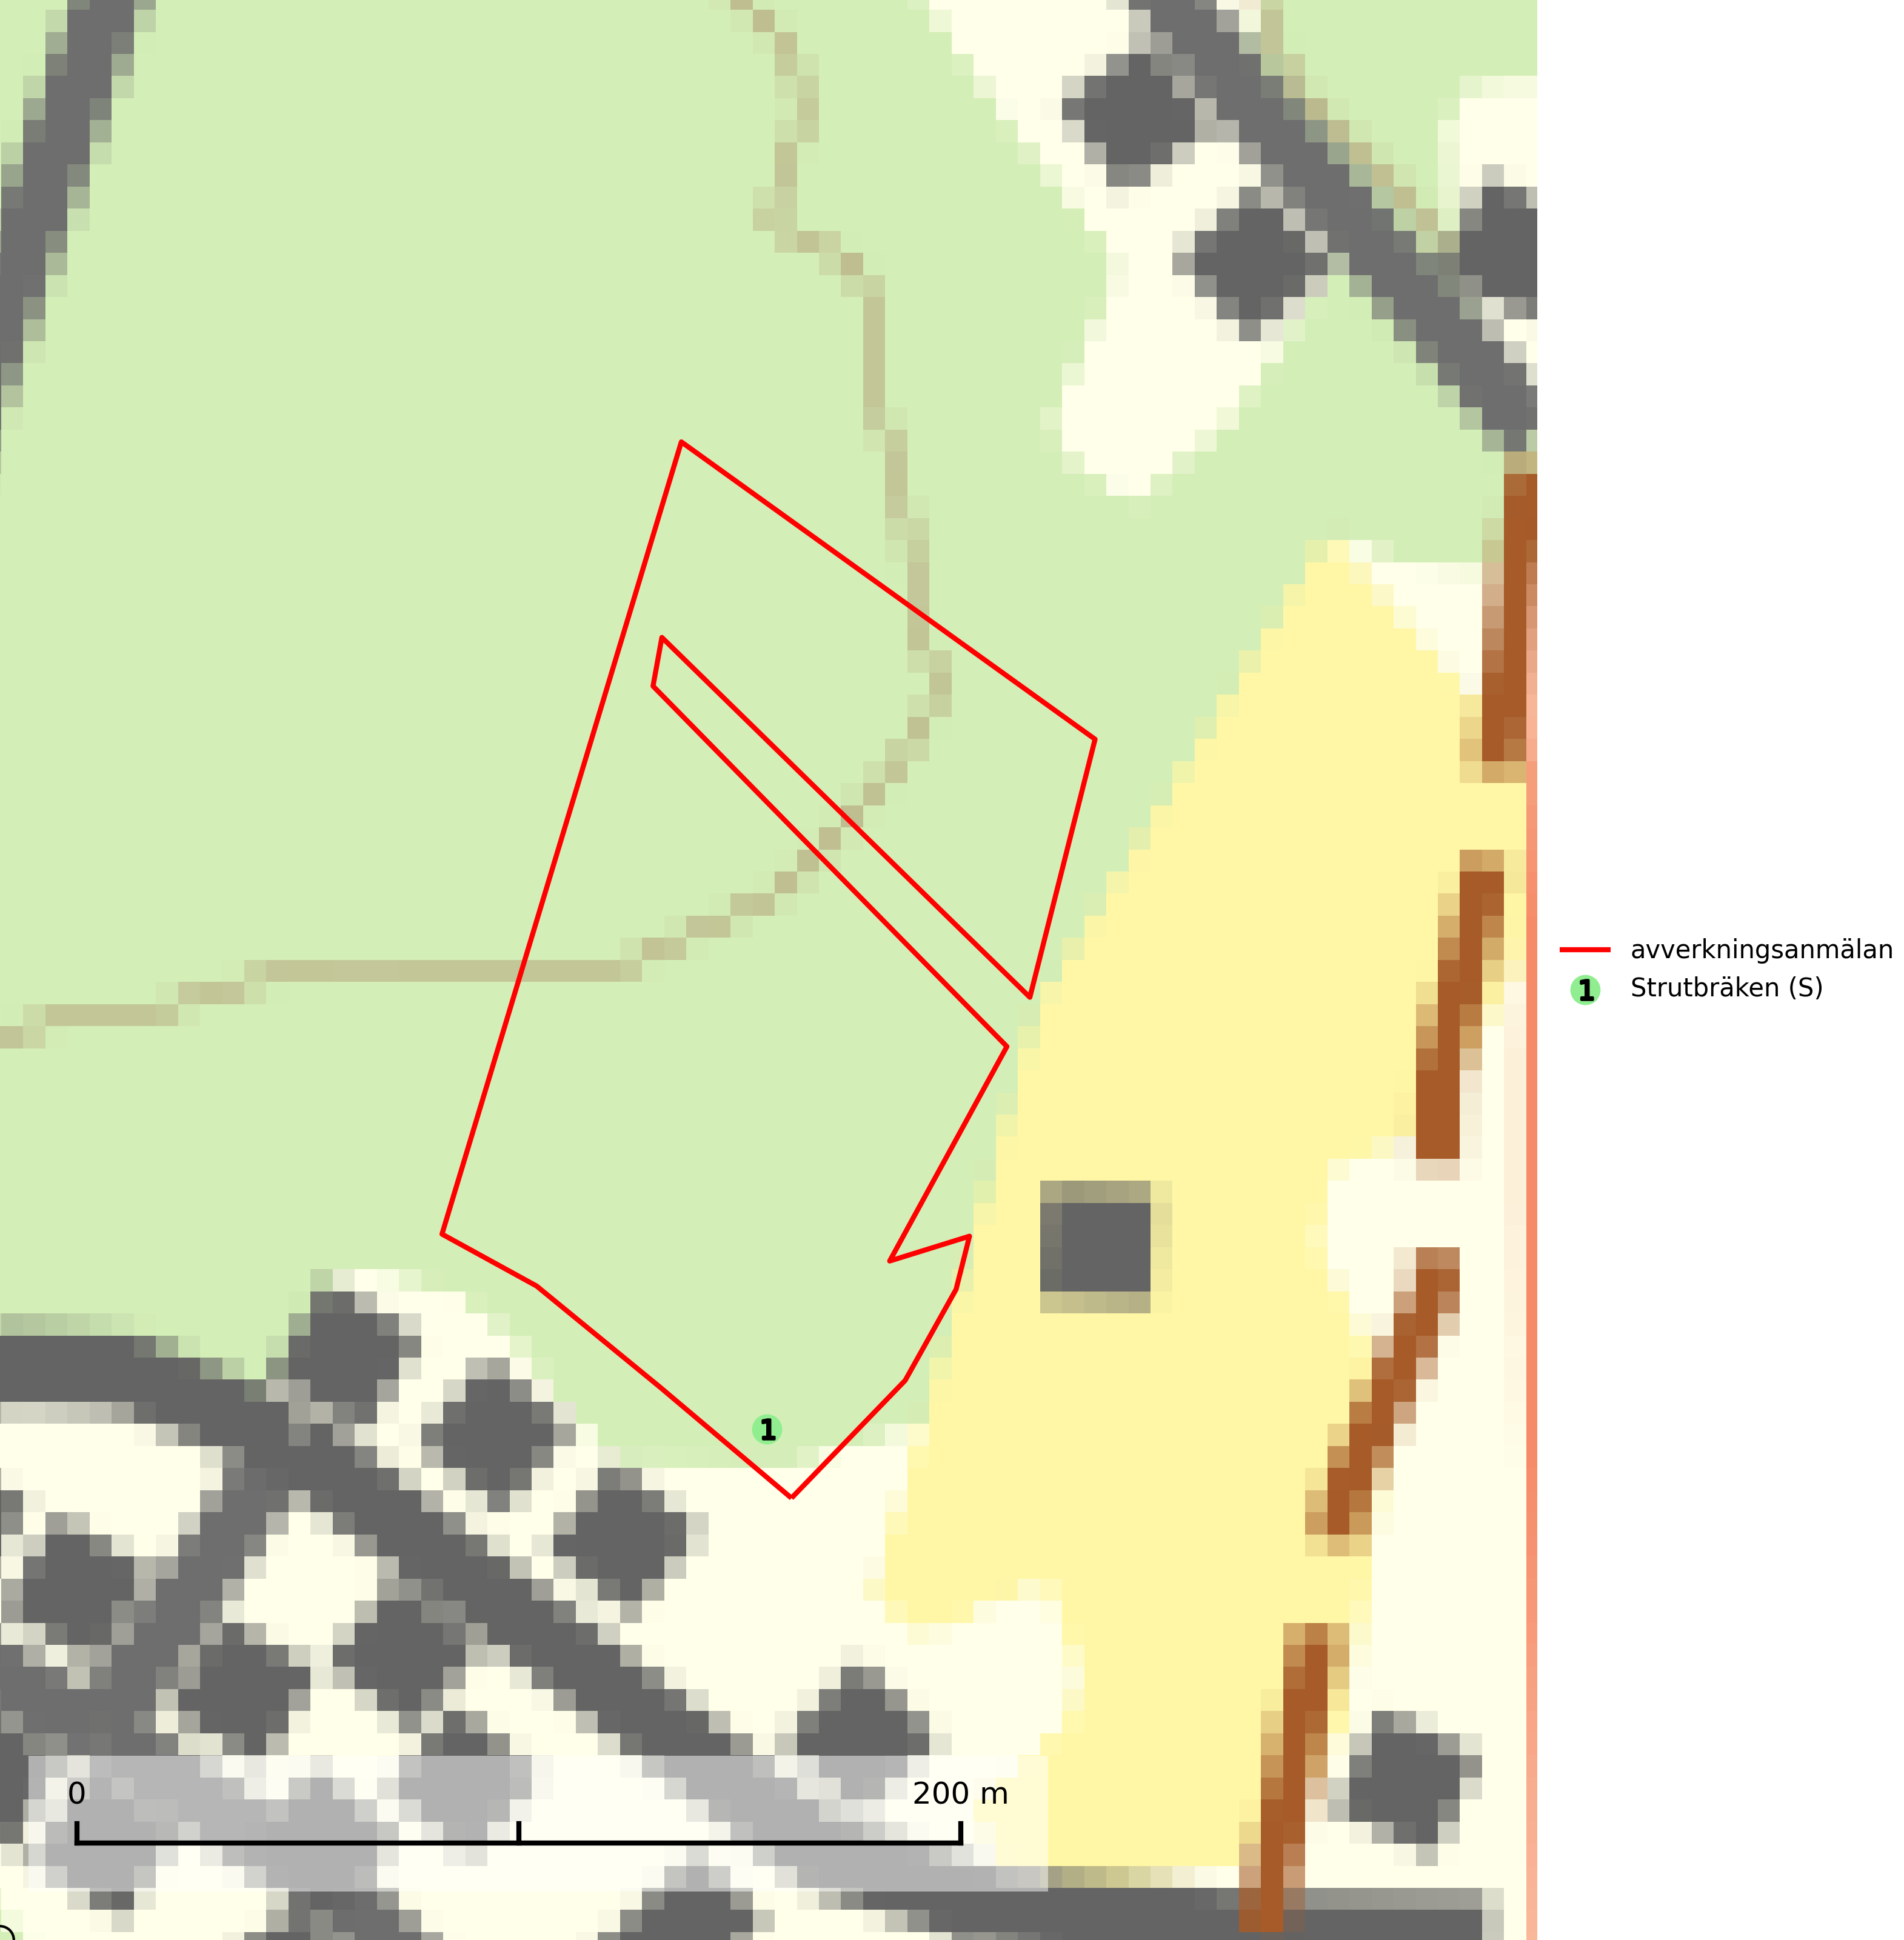 avverkningsanmälan
1 Strutbräken (S)
1
0 200 m